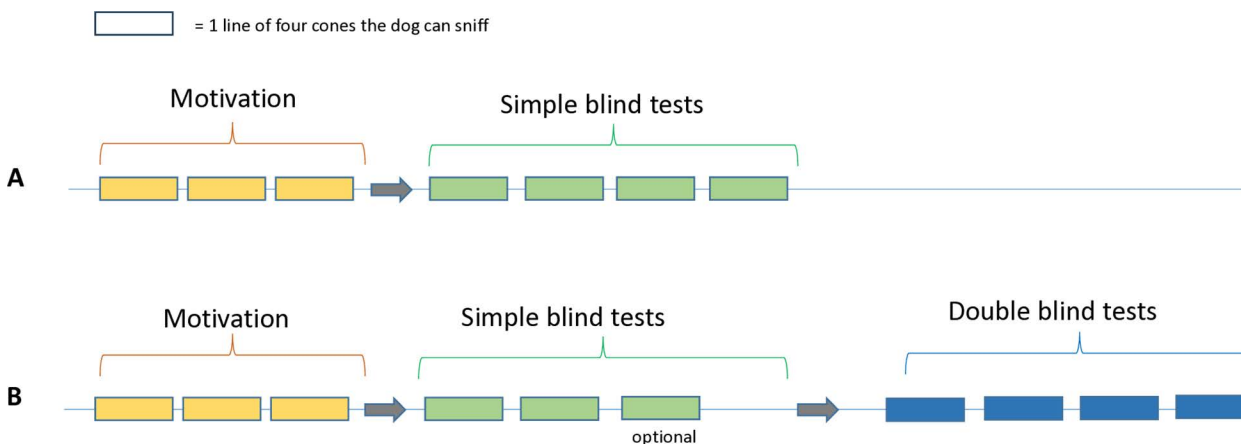 = 1 line of four cones the dog can sniff
Motivation
Simple blind tests
A
Motivation
Simple blind tests
Double blind tests
B
optional